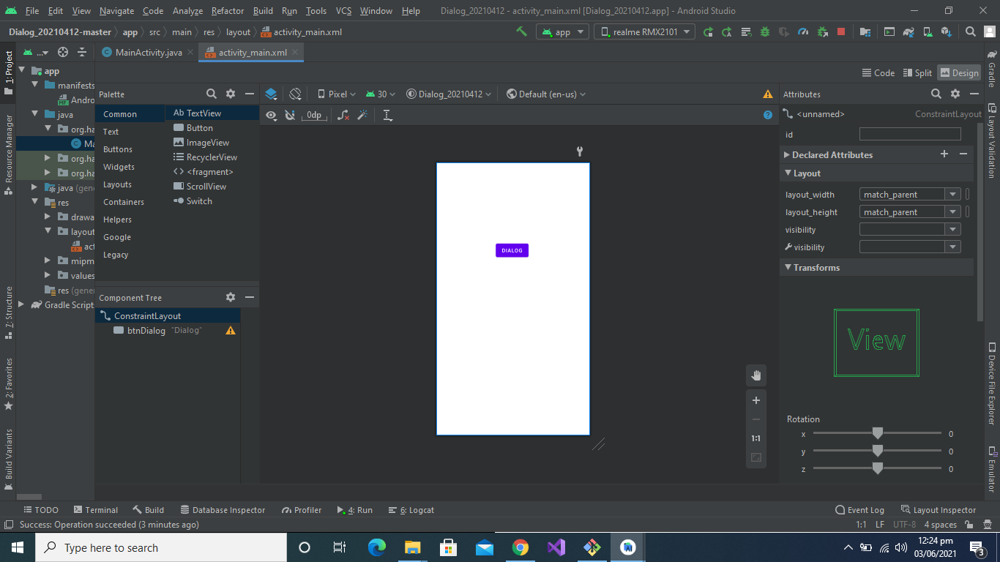 File Edit View Navigate Code Analyze Refactor Build Run Tools VCS Window Help Dialog_20210412 - activity_main.xml [Dialog_20210412.app] - Android Studio
Dialog_20210412-master app src main res layout activity_main.xml app realme RMX2101
... MainActivity.java activity_main.xml
Code Split Design
1: Project
Resource Manager
7: Structure
2: Favorites
Build Variants
app
manifests
Andro
MF
java
org.ha
Ma
org.ha
org.ha
java (gene
res
drawa
layout
act
mipm
values
res (gener
Gradle Script
Palette
Common
Text
Buttons
Widgets
Layouts
Containers
Helpers
Google
Legacy
Ab TextView
Button
ImageView
RecyclerView
<fragment>
ScrollView
Switch
Component Tree
ConstraintLayout
btnDialog "Dialog"
Pixel 30 Dialog_20210412 Default (en-us)
0dp
DIALOG
1:1
Attributes
<unnamed> ConstraintLayout
id
Declared Attributes
Layout
layout_width match_parent
layout_height match_parent
visibility
visibility
Transforms
View
Rotation
x 0
y 0
z 0
Gradle
Layout Validation
Device File Explorer
Emulator
TODO Terminal Build Database Inspector Profiler 4: Run 6: Logcat Event Log Layout Inspector
Success: Operation succeeded (3 minutes ago) 1:1 LF UTF-8 4 spaces
Type here to search
12:24 pm
03/06/2021
3